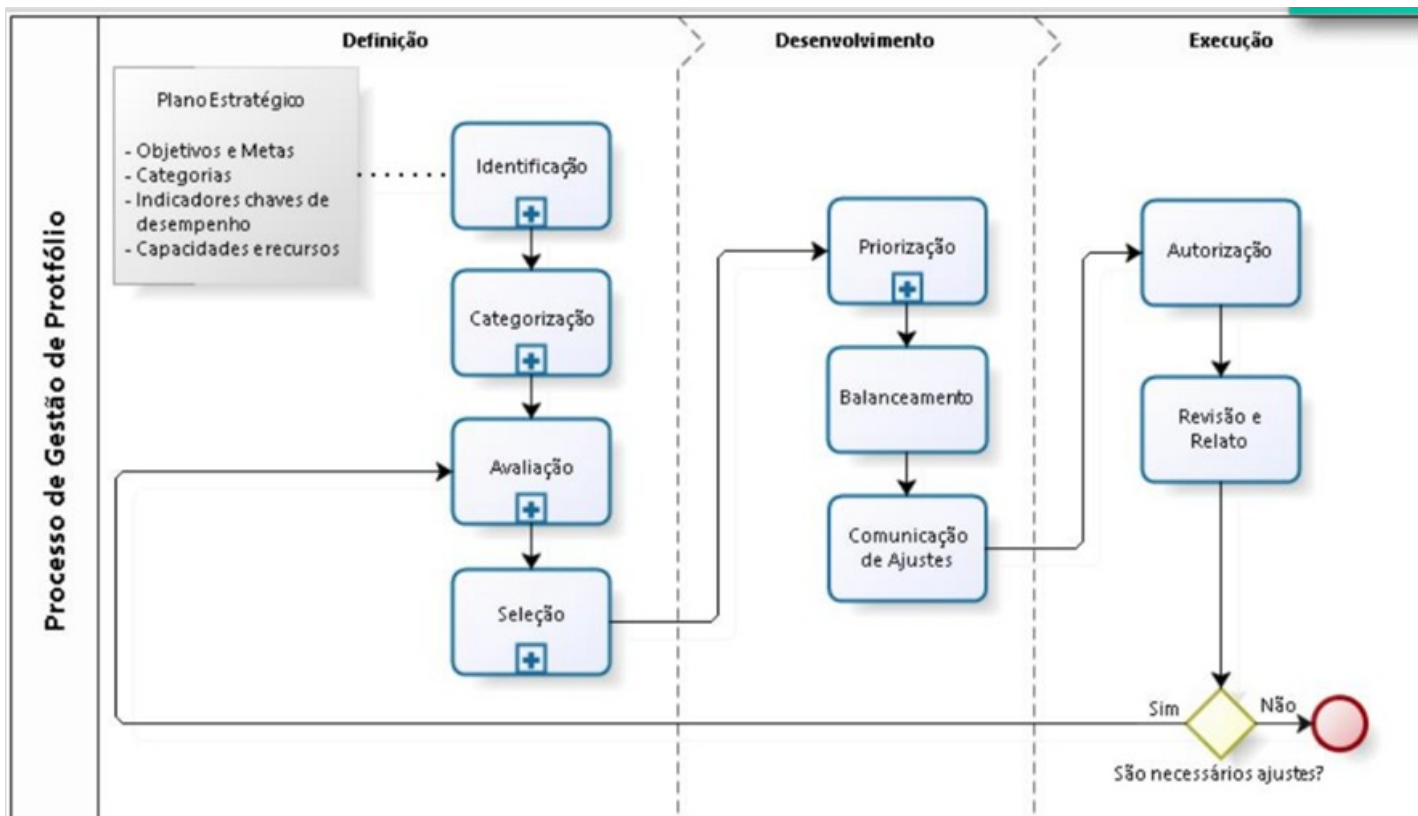 Processo de Gestão de Protfólio
Definição
Desenvolvimento
Execução
Plano Estratégico
- Objetivos e Metas
- Categorias
- Indicadores chaves de
desempenho
- Capacidades erecursos
Identificação
Categorização
Avaliação
Seleção
Priorização
Balanceamento
Comunicação
de Ajustes
Autorização
Revisão e
Relato
Sim
Não
São necessários ajustes?